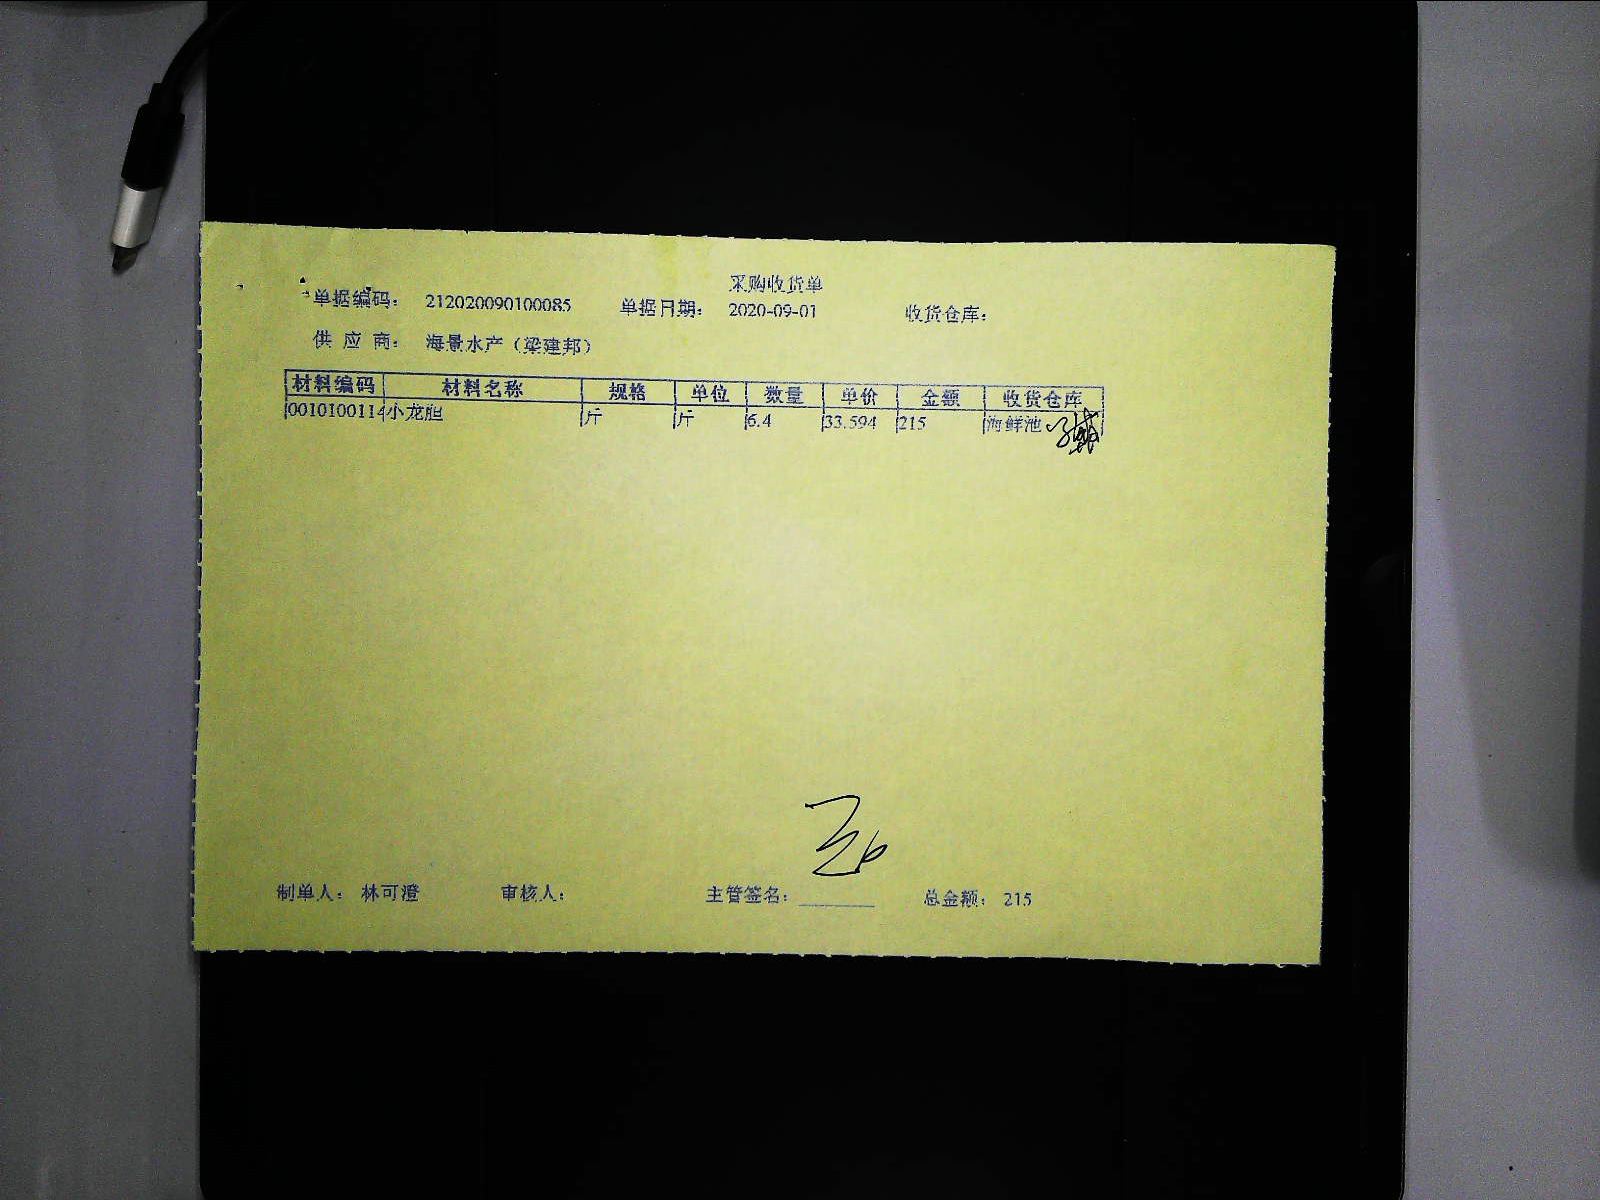 采购收货单
单据编码： 212020090100085 单据日期： 2020-09-01 收货仓库：
供 应 商： 海景水产（梁建邦）
材料编码 材料名称 规格 单位 数量 单价 金额 收货仓库
0010100114 小龙胆 斤 斤 6.4 33.594 215 海鲜池
制单人： 林可澄 审核人： 主管签名： 总金额： 215